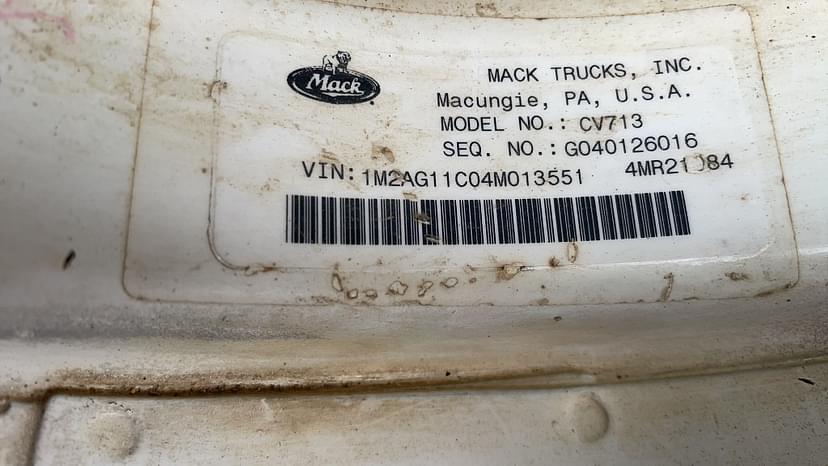 Mack
MACK TRUCKS, INC.
Macungie, PA, U.S.A.
MODEL NO.: CV713
SEQ. NO.: G040126016
VIN: 1M2AG11C04M013551